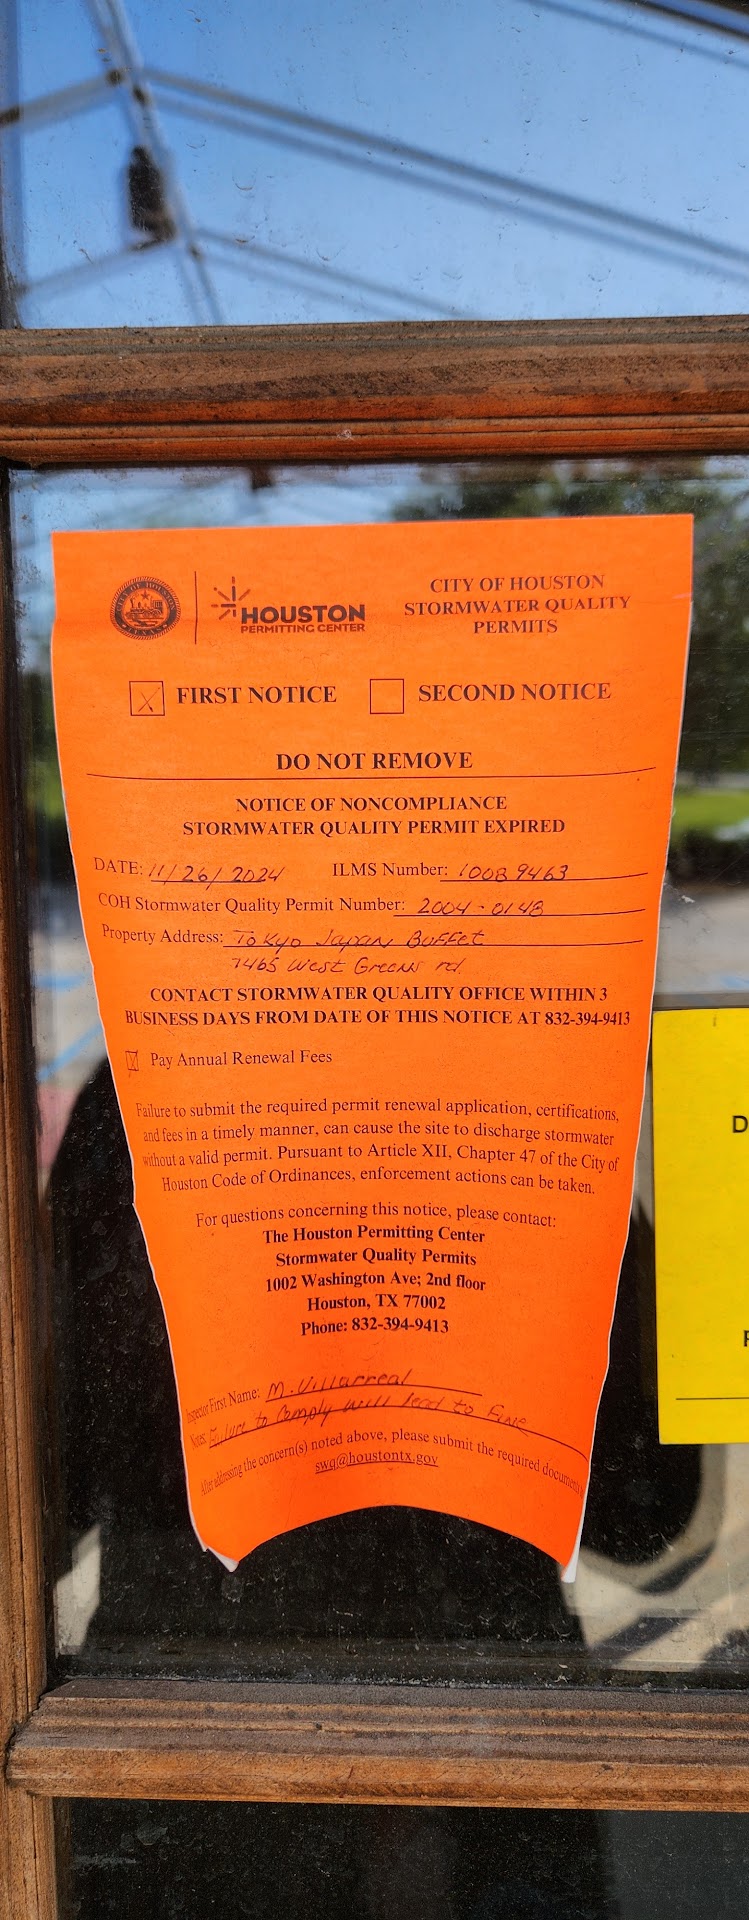 CITY OF HOUSTON
TEXAS
HOUSTON
PERMITTING CENTER
CITY OF HOUSTON
STORMWATER QUALITY
PERMITS
FIRST NOTICE
SECOND NOTICE
DO NOT REMOVE
NOTICE OF NONCOMPLIANCE
STORMWATER QUALITY PERMIT EXPIRED
DATE: 11/26/2024 ILMS Number: 10089463
COH Stormwater Quality Permit Number: 2004-0148
Property Address: Tokyo Japan Buffet
7465 West Greens rd.
CONTACT STORMWATER QUALITY OFFICE WITHIN 3
BUSINESS DAYS FROM DATE OF THIS NOTICE AT 832-394-9413
Pay Annual Renewal Fees
Failure to submit the required permit renewal application, certifications,
and fees in a timely manner, can cause the site to discharge stormwater
without a valid permit. Pursuant to Article XII, Chapter 47 of the City of
Houston Code of Ordinances, enforcement actions can be taken.
For questions concerning this notice, please contact:
The Houston Permitting Center
Stormwater Quality Permits
1002 Washington Ave; 2nd floor
Houston, TX 77002
Phone: 832-394-9413
Inspector First Name: M. Villarreal
Notes: Failure to Comply will lead to Fine
After addressing the concern(s) noted above, please submit the required documents
swq@houstontx.gov
D